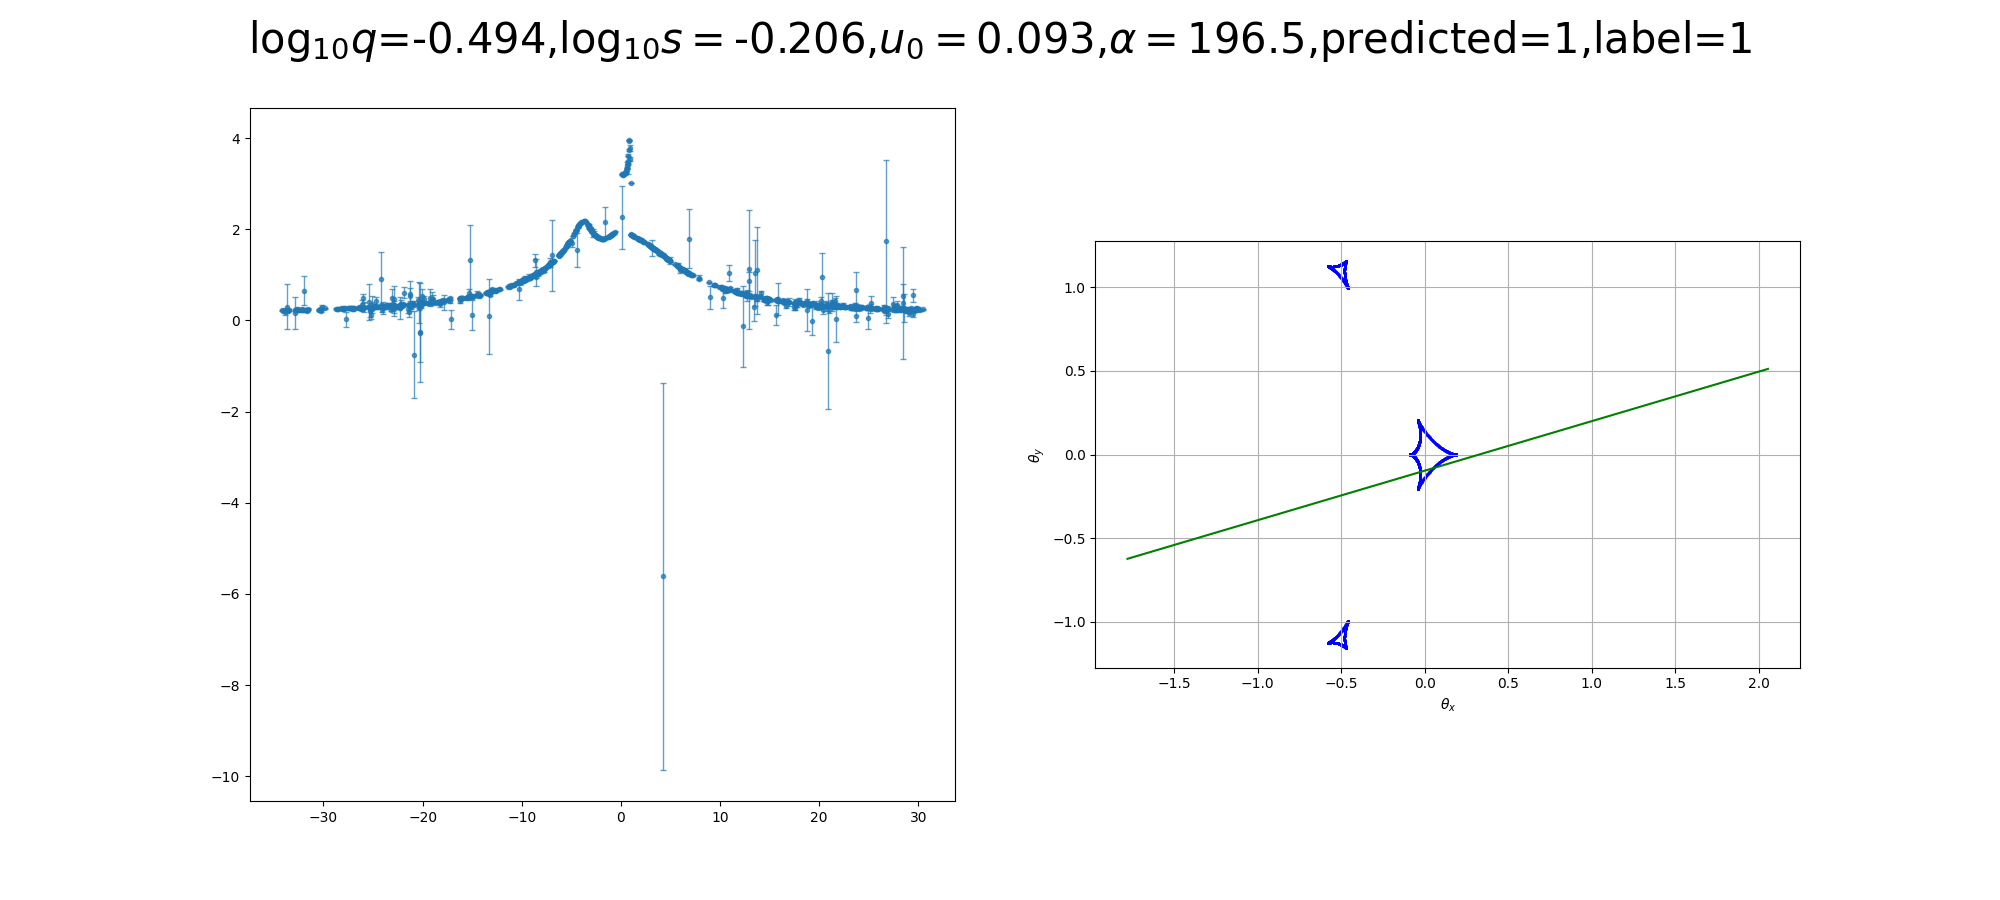 log₁₀q=-0.494,log₁₀s = -0.206,u₀ = 0.093,α = 196.5,predicted=1,label=1
4
2
0
−2
−4
−6
−8
−10
−30 −20 −10 0 10 20 30
1.0
0.5
0.0
−0.5
−1.0
θy
−1.5 −1.0 −0.5 0.0 0.5 1.0 1.5 2.0
θx